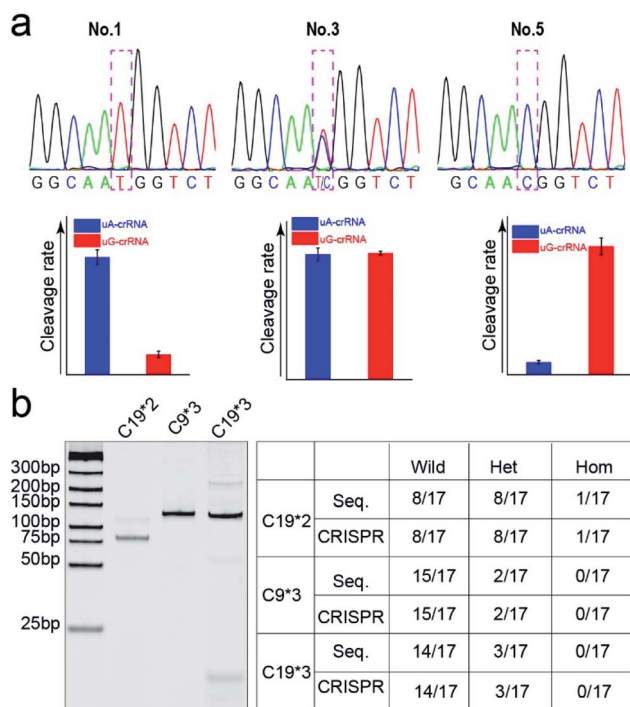 a
No.1 No.3 No.5
GGCAATGGTCT GGCAAT/CGGTCT GCAACGGTCT
Cleavage rate
uA-crRNA
uG-crRNA
Cleavage rate
uA-crRNA
uG-crRNA
Cleavage rate
uA-crRNA
uG-crRNA
b
C19*2 C9*3 C19*3
300bp
200bp
150bp
100bp
75bp
50bp
25bp
Wild Het Hom
C19*2 Seq. 8/17 8/17 1/17
CRISPR 8/17 8/17 1/17
C9*3 Seq. 15/17 2/17 0/17
CRISPR 15/17 2/17 0/17
C19*3 Seq. 14/17 3/17 0/17
CRISPR 14/17 3/17 0/17